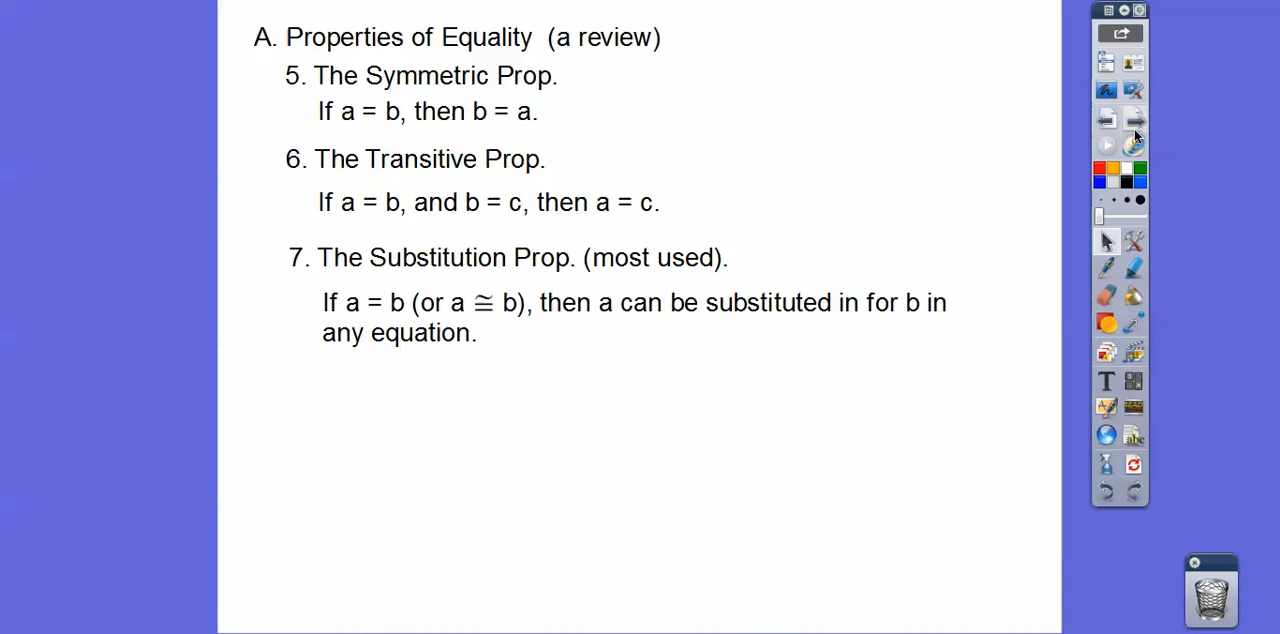 A. Properties of Equality (a review)
5. The Symmetric Prop.
If a = b, then b = a.
6. The Transitive Prop.
If a = b, and b = c, then a = c.
7. The Substitution Prop. (most used).
If a = b (or a ≅ b), then a can be substituted in for b in
any equation.